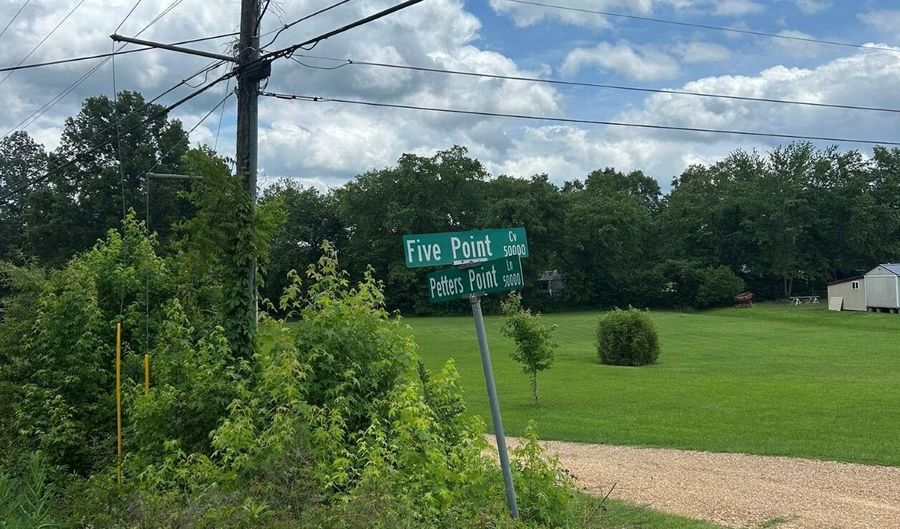 Five Point Cv 50000
Petters Point Ln 50000